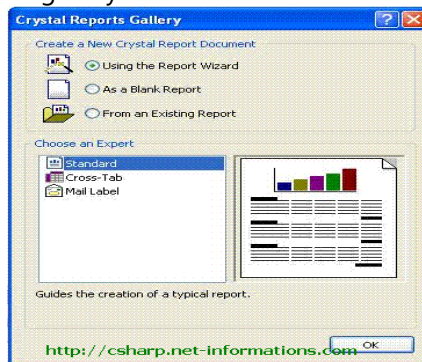 Crystal Reports Gallery
Create a New Crystal Report Document
Using the Report Wizard
As a Blank Report
From an Existing Report
Choose an Expert
Standard
Cross-Tab
Mail Label
Guides the creation of a typical report.
OK
http://csharp.net-informations.com